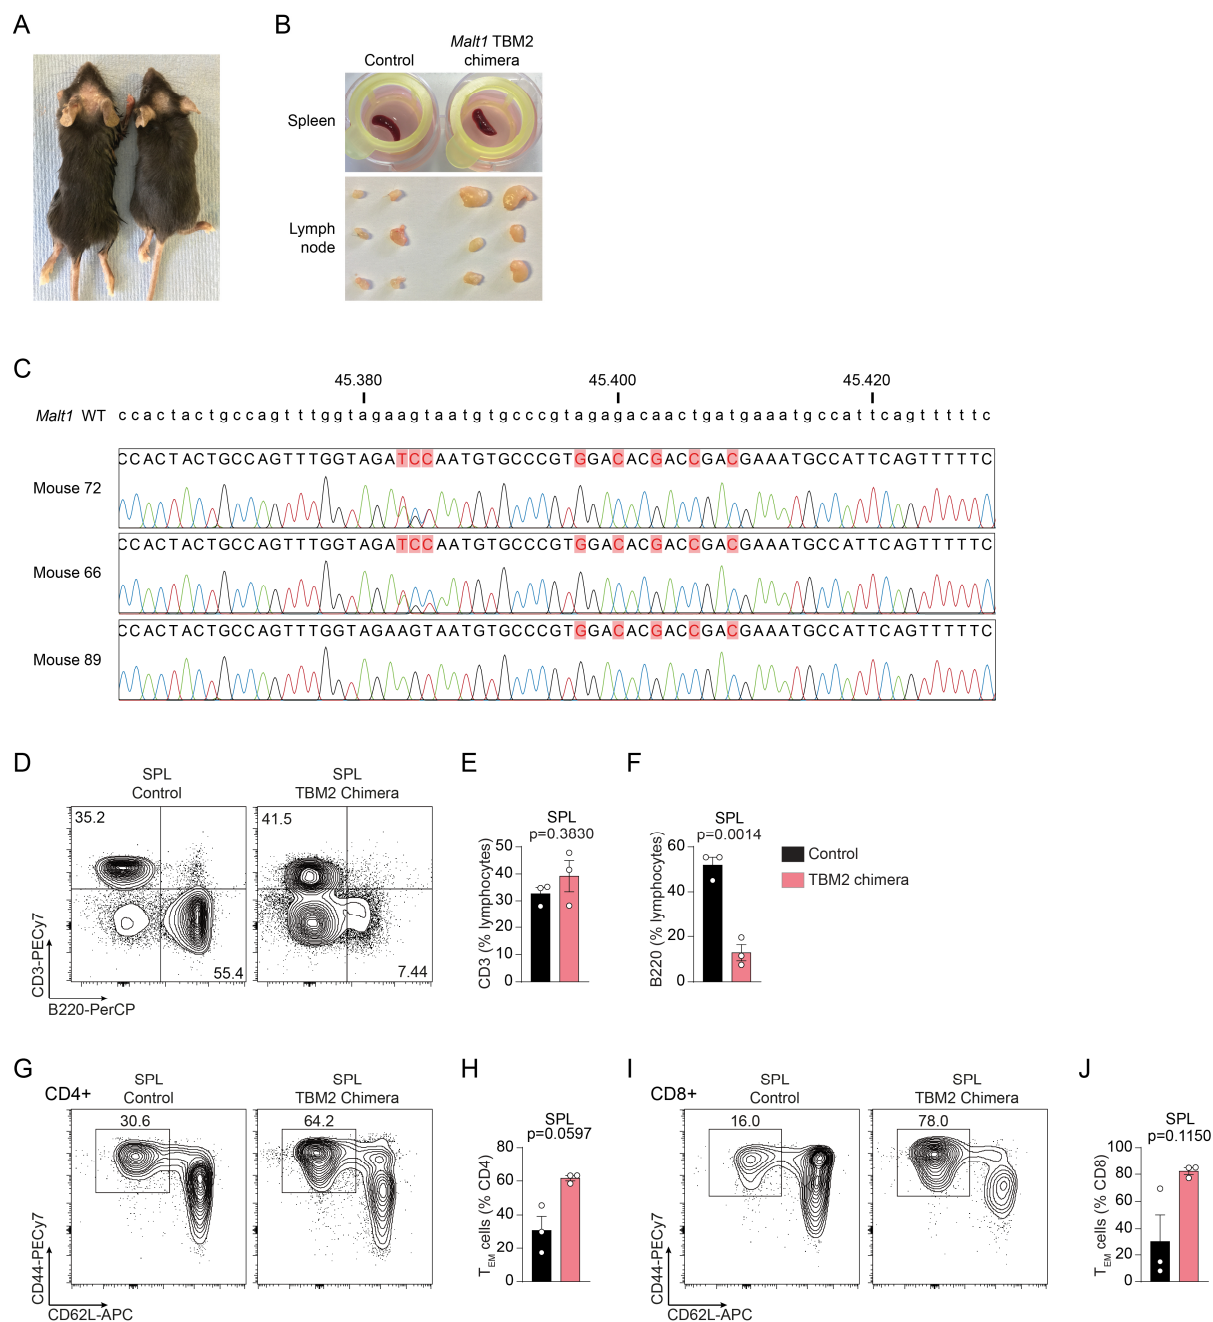 A
B
Control
Malt1 TBM2
chimera
Spleen
Lymph
node
C
45.380
45.400
45.420
Malt1 WT
ccactactgccagtttggtagaagtaatgtgcccgtagagacaactgatgaaatgccattcagtttttc
Mouse 72
CCACTACTGCCAGTTTGGTAGATCCAATGTGCCCGTGGACACGACCGACGAAATGCCATTCAGTTTTTC
Mouse 66
CCACTACTGCCAGTTTGGTAGATCCAATGTGCCCGTGGACACGACCGACGAAATGCCATTCAGTTTTTC
Mouse 89
CCACTACTGCCAGTTTGGTAGAAGTAATGTGCCCGTGGACACGACCGACGAAATGCCATTCAGTTTTTC
D
SPL
Control
SPL
TBM2 Chimera
35.2
55.4
41.5
7.44
CD3-PECy7
B220-PerCP
E
SPL
p=0.3830
CD3 (% lymphocytes)
50
40
30
20
10
0
F
SPL
p=0.0014
B220 (% lymphocytes)
60
40
20
0
Control
TBM2 chimera
G
CD4+
SPL
Control
SPL
TBM2 Chimera
30.6
64.2
CD44-PECy7
CD62L-APC
H
SPL
p=0.0597
TEM cells (% CD4)
80
60
40
20
0
I
CD8+
SPL
Control
SPL
TBM2 Chimera
16.0
78.0
CD44-PECy7
CD62L-APC
J
SPL
p=0.1150
TEM cells (% CD8)
100
80
60
40
20
0